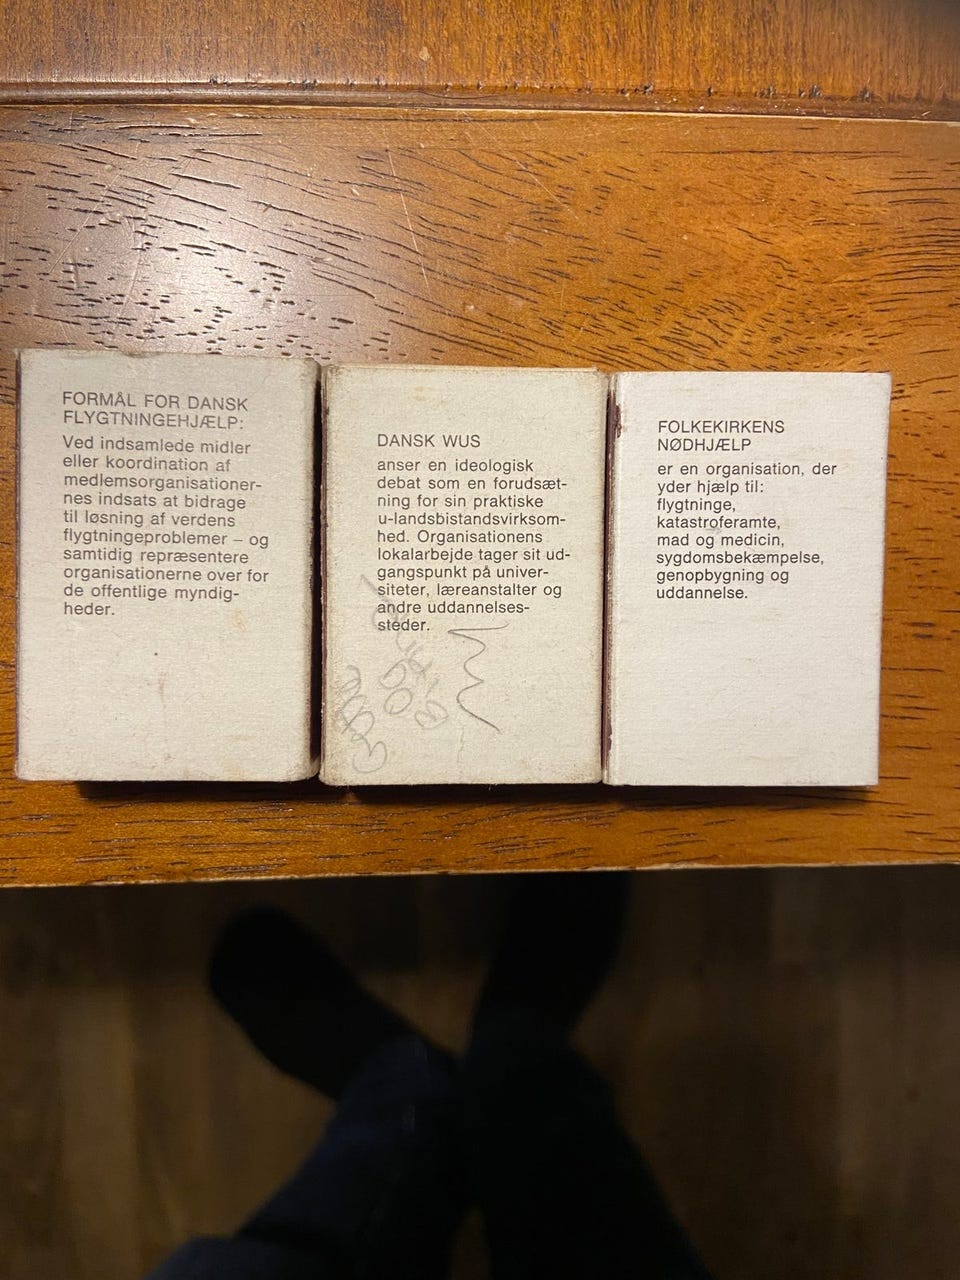 FORMÅL FOR DANSK
FLYGTNINGEHJÆLP:
Ved indsamlede midler
eller koordination af
medlemsorganisationer-
nes indsats at bidrage
til løsning af verdens
flygtningeproblemer – og
samtidig repræsentere
organisationerne over for
de offentlige myndig-
heder.
DANSK WUS
anser en ideologisk
debat som en forudsæt-
ning for sin praktiske
u-landsbistandsvirksom-
hed. Organisationens
lokalarbejde tager sit ud-
gangspunkt på univer-
siteter, læreanstalter og
andre uddannelses-
steder.
FOLKEKIRKENS
NØDHJÆLP
er en organisation, der
yder hjælp til:
flygtninge,
katastroferamte,
mad og medicin,
sygdomsbekæmpelse,
genopbygning og
uddannelse.